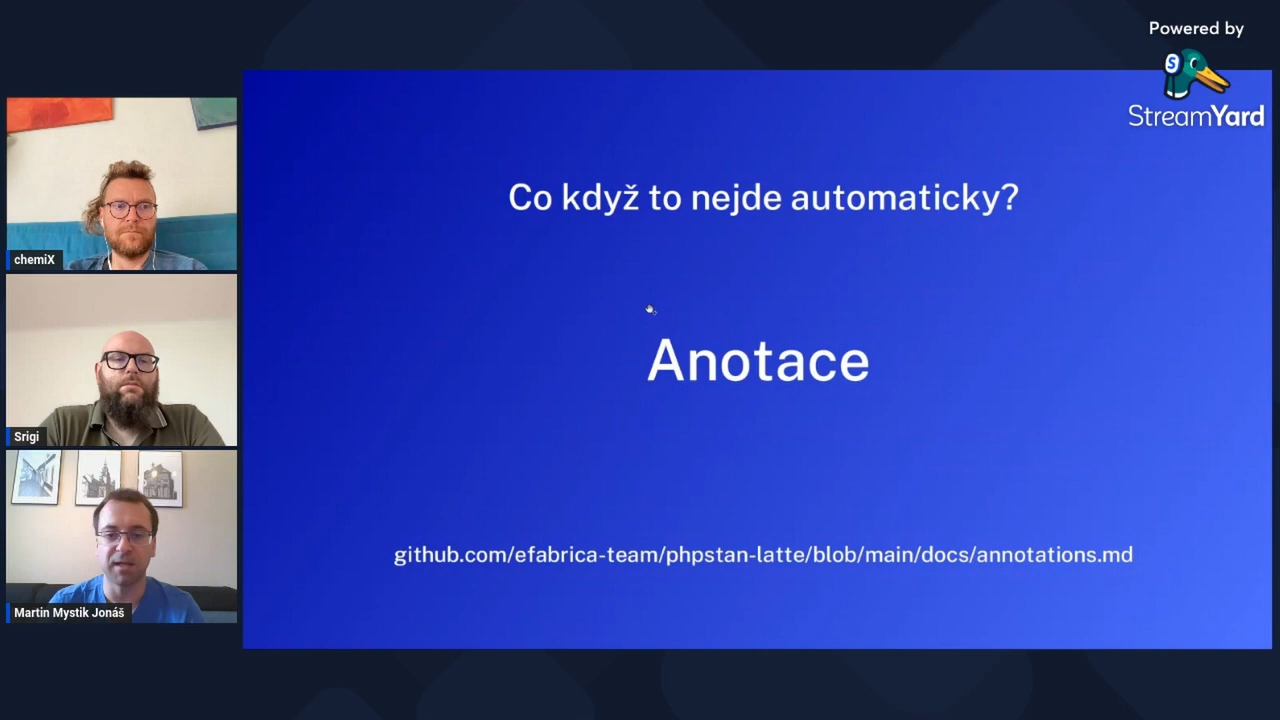 Powered by
StreamYard
Co když to nejde automaticky?
Anotace
github.com/efabrica-team/phpstan-latte/blob/main/docs/annotations.md
chemiX
Srigi
Martin Mystik Jonáš